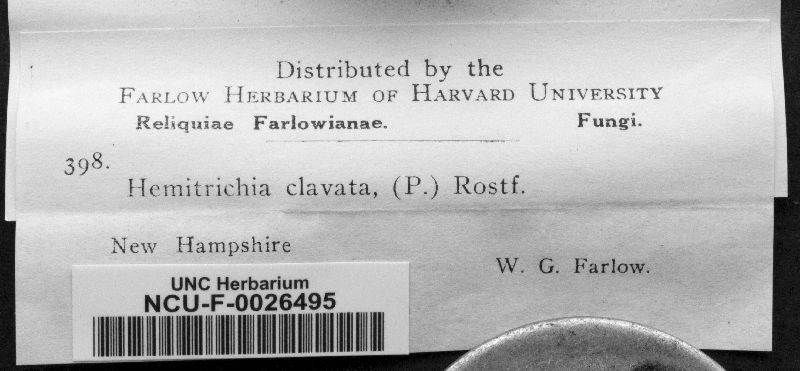 Distributed by the
Farlow Herbarium of Harvard University
Reliquiae Farlowianae. Fungi.
398.
Hemitrichia clavata, (P.) Rostf.
New Hampshire
W. G. Farlow.
UNC Herbarium
NCU-F-0026495